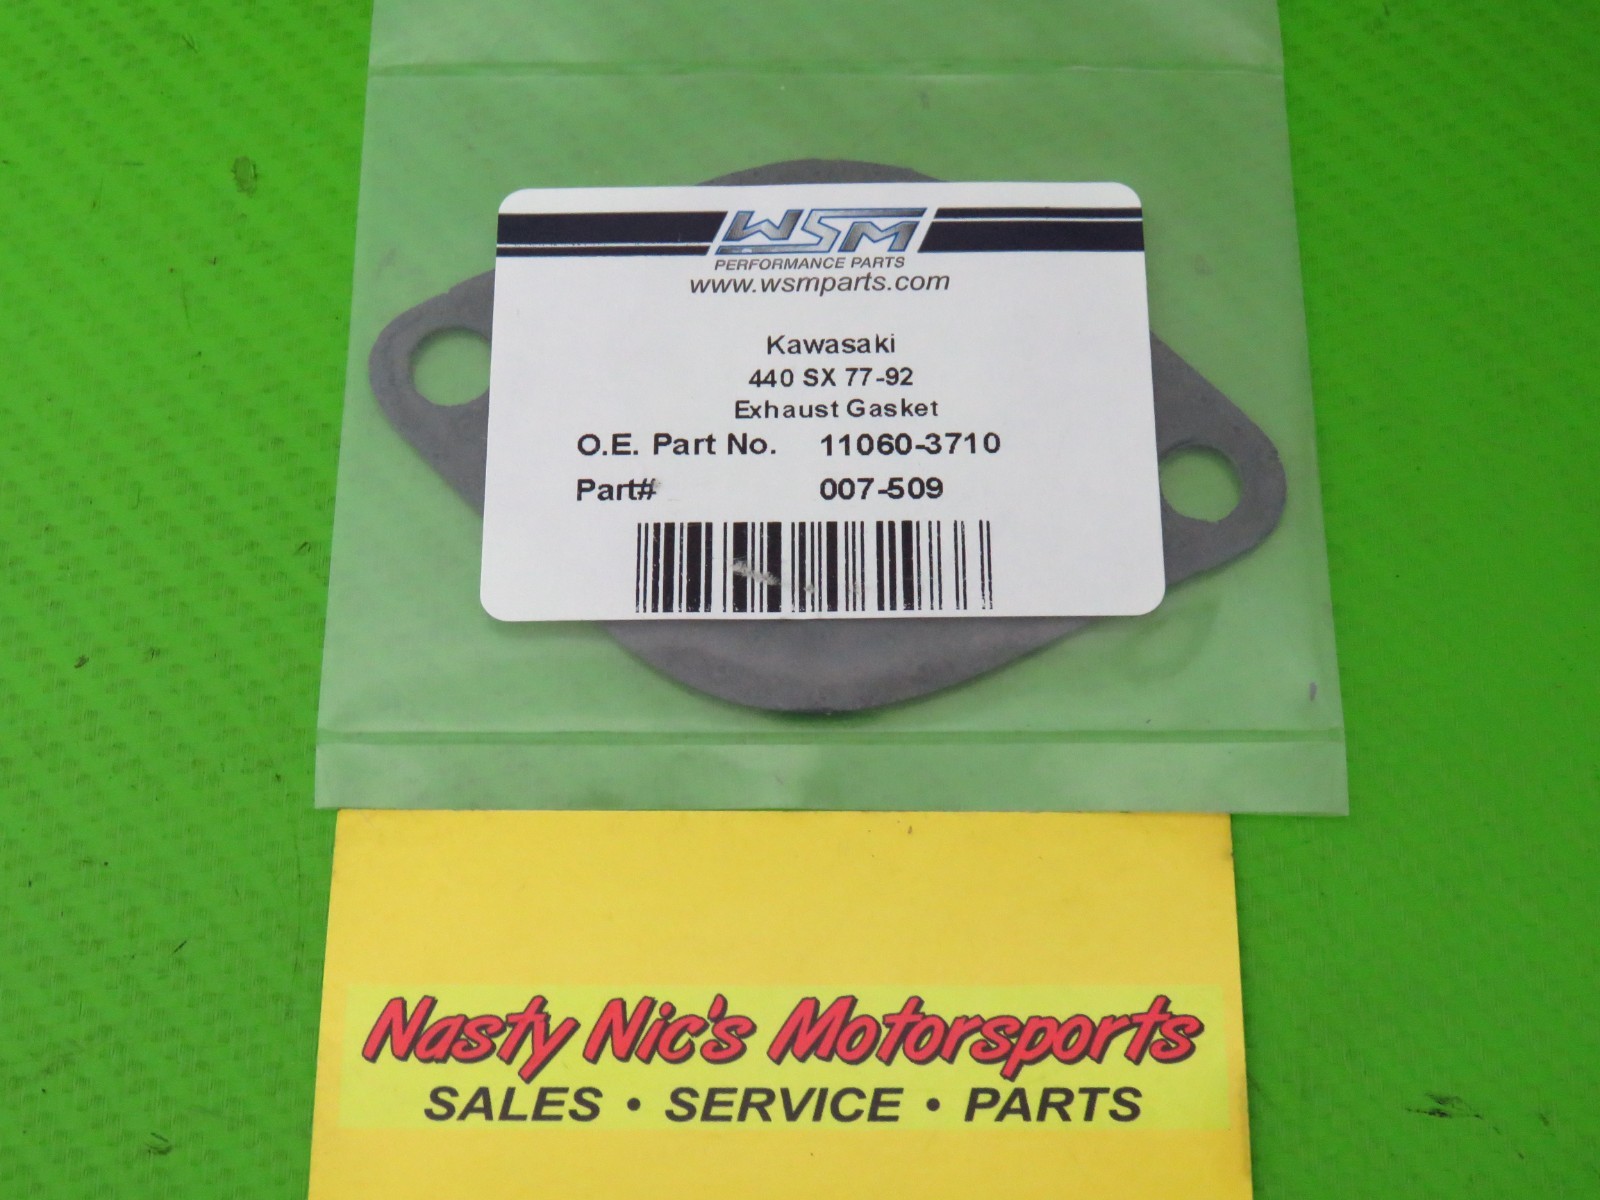 WSM
PERFORMANCE PARTS
www.wsmparts.com
Kawasaki
440 SX 77-92
Exhaust Gasket
O.E. Part No. 11060-3710
Part# 007-509
Nasty Nic's Motorsports
SALES • SERVICE • PARTS